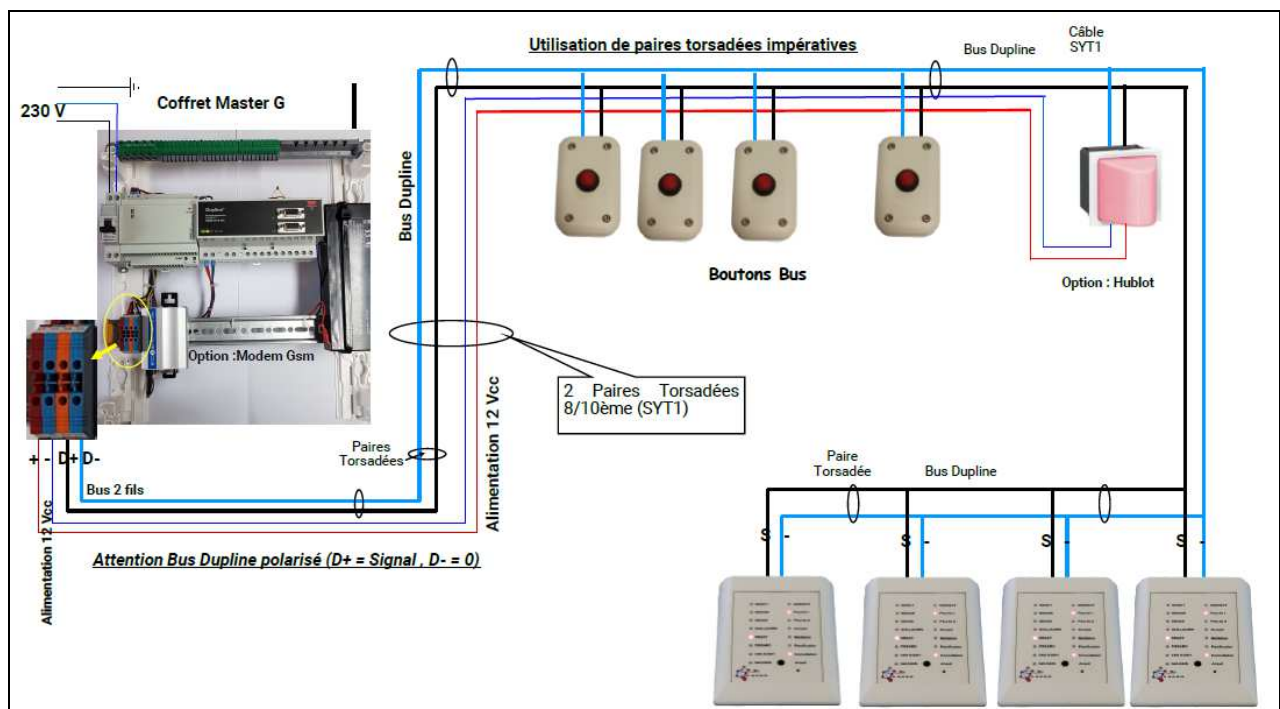 Utilisation de paires torsadées impératives
Bus Dupline
Câble
SYT1
230 V
Coffret Master G
Bus Dupline
Boutons Bus
Option : Hublot
Option :Modem Gsm
2 Paires Torsadées
8/10ème (SYT1)
Alimentation 12 Vcc
+ - D+ D-
Paires
Torsadées
Bus 2 fils
Alimentation 12 Vcc
Attention Bus Dupline polarisé (D+ = Signal , D- = 0)
Paire
Torsadée
Bus Dupline
S -
S -
S -
S -